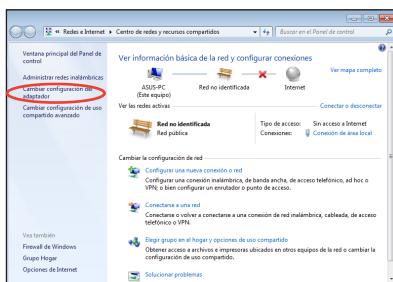 « Redes e Internet ▸ Centro de redes y recursos compartidos
Buscar en el Panel de control
Ventana principal del Panel de control
Administrar redes inalámbricas
Cambiar configuración del adaptador
Cambiar configuración de uso compartido avanzado
Vea también
Firewall de Windows
Grupo Hogar
Opciones de Internet
Ver información básica de la red y configurar conexiones
Ver mapa completo
ASUS-PC
(Este equipo)
Red no identificada
Internet
Ver las redes activas
Conectar o desconectar
Red no identificada
Red pública
Tipo de acceso: Sin acceso a Internet
Conexiones: Conexión de área local
Cambiar la configuración de red
Configurar una nueva conexión o red
Configurar una conexión inalámbrica, de banda ancha, de acceso telefónico, ad hoc o
VPN; o bien configurar un enrutador o punto de acceso.
Conectarse a una red
Conectarse o volver a conectarse a una conexión de red inalámbrica, cableada, de acceso
telefónico o VPN.
Elegir grupo en el hogar y opciones de uso compartido
Obtener acceso a archivos e impresoras ubicados en otros equipos de la red o cambiar la
configuración de uso compartido.
Solucionar problemas